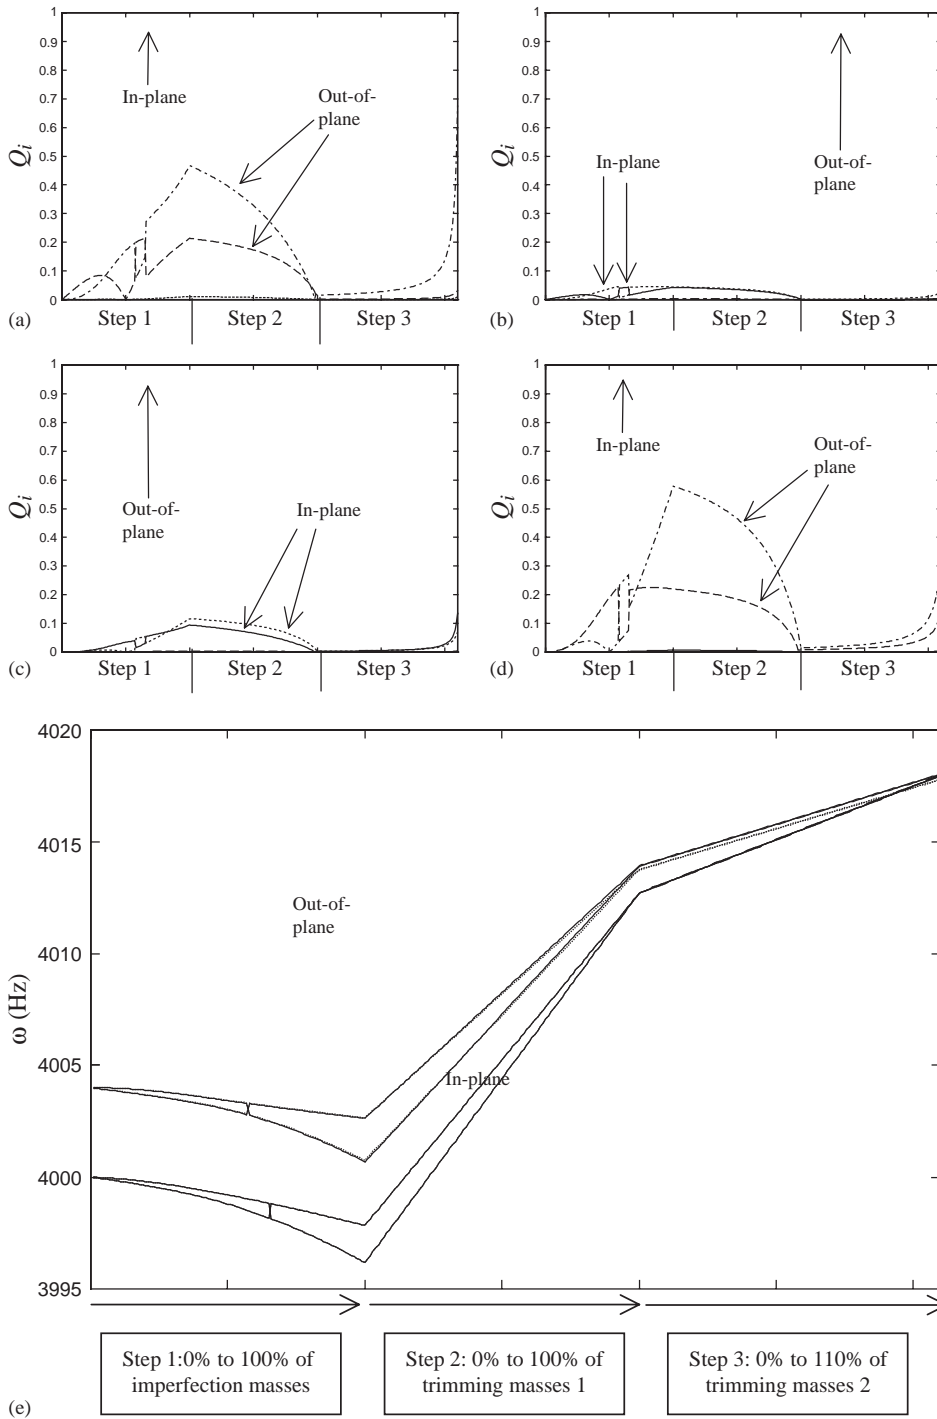 1
0.9
0.8
0.7
0.6
0.5
0.4
0.3
0.2
0.1
0
Qi
In-plane
Out-of-
plane
(a)
Step 1
Step 2
Step 3
1
0.9
0.8
0.7
0.6
0.5
0.4
0.3
0.2
0.1
0
Qi
In-plane
Out-of-
plane
(b)
Step 1
Step 2
Step 3
1
0.9
0.8
0.7
0.6
0.5
0.4
0.3
0.2
0.1
0
Qi
Out-of-
plane
In-plane
(c)
Step 1
Step 2
Step 3
1
0.9
0.8
0.7
0.6
0.5
0.4
0.3
0.2
0.1
0
Qi
In-plane
Out-of-
plane
(d)
Step 1
Step 2
Step 3
4020
4015
4010
4005
4000
3995
ω (Hz)
Out-of-
plane
In-plane
Step 1:0% to 100% of
imperfection masses
Step 2: 0% to 100% of
trimming masses 1
Step 3: 0% to 110% of
trimming masses 2
(e)